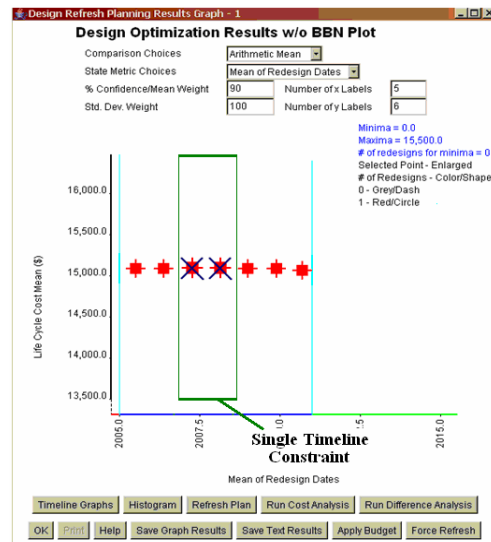 Design Refresh Planning Results Graph - 1
Design Optimization Results w/o BBN Plot
Comparison Choices Arithmetic Mean
State Metric Choices Mean of Redesign Dates
% Confidence/Mean Weight 90 Number of x Labels 5
Std. Dev. Weight 100 Number of y Labels 6
Minima = 0.0
Maxima = 15,500.0
# of redesigns for minima = 0
Selected Point - Enlarged
# of Redesigns - Color/Shape
0 - Grey/Dash
1 - Red/Circle
Life Cycle Cost Mean ($)
16,000.0
15,500.0
15,000.0
14,500.0
14,000.0
13,500.0
2005.0
2007.5
2015.0
Single Timeline
Constraint
Mean of Redesign Dates
Timeline Graphs Histogram Refresh Plan Run Cost Analysis Run Difference Analysis
OK Print Help Save Graph Results Save Text Results Apply Budget Force Refresh